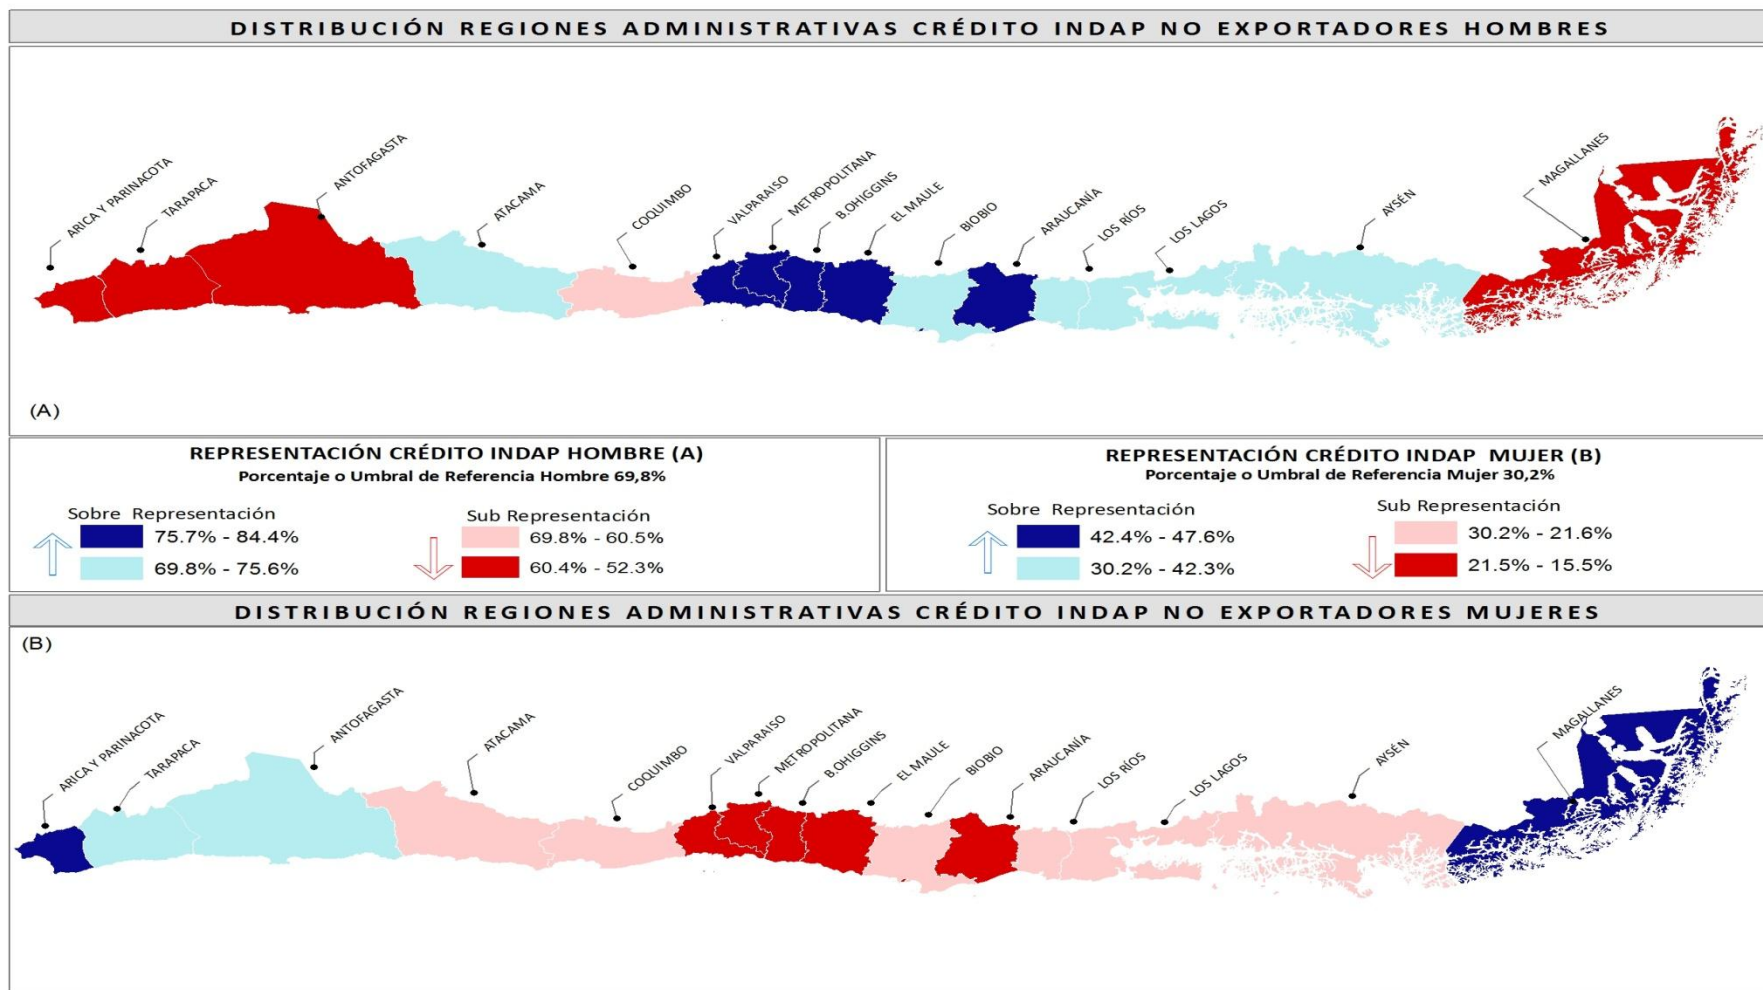 DISTRIBUCIÓN REGIONES ADMINISTRATIVAS CRÉDITO INDAP NO EXPORTADORES HOMBRES
ARICA Y PARINACOTA
TARAPACA
ANTOFAGASTA
ATACAMA
COQUIMBO
VALPARAISO
METROPOLITANA
B.OHIGGINS
EL MAULE
BIOBIO
ARAUCANÍA
LOS RÍOS
LOS LAGOS
AYSÉN
MAGALLANES
(A)
REPRESENTACIÓN CRÉDITO INDAP HOMBRE (A)
Porcentaje o Umbral de Referencia Hombre 69,8%
Sobre Representación
75.7% - 84.4%
69.8% - 75.6%
Sub Representación
69.8% - 60.5%
60.4% - 52.3%
REPRESENTACIÓN CRÉDITO INDAP MUJER (B)
Porcentaje o Umbral de Referencia Mujer 30,2%
Sobre Representación
42.4% - 47.6%
30.2% - 42.3%
Sub Representación
30.2% - 21.6%
21.5% - 15.5%
DISTRIBUCIÓN REGIONES ADMINISTRATIVAS CRÉDITO INDAP NO EXPORTADORES MUJERES
(B)
ARICA Y PARINACOTA
TARAPACA
ANTOFAGASTA
ATACAMA
COQUIMBO
VALPARAISO
METROPOLITANA
B.OHIGGINS
EL MAULE
BIOBIO
ARAUCANÍA
LOS RÍOS
LOS LAGOS
AYSÉN
MAGALLANES